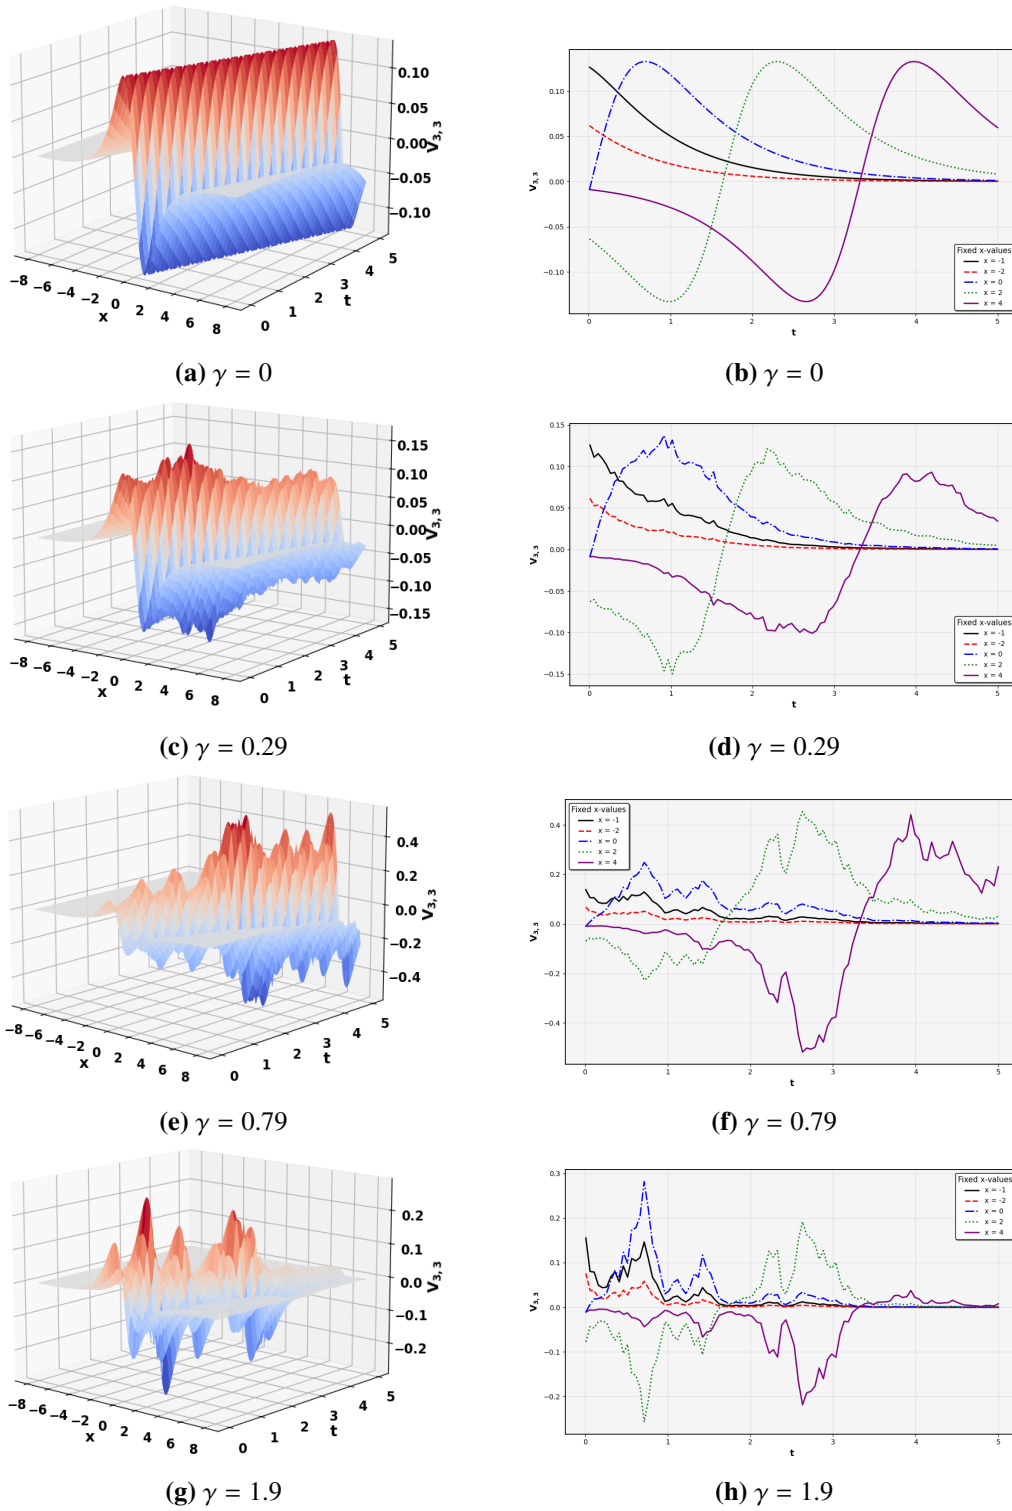 0.10
0.05
0.00
−0.05
−0.10
V3, 3
−8 −6 −4 −2 0 2 4 6 8
x
0 1 2 3 4 5
t
0.10
0.05
0.00
−0.05
−0.10
V3, 3
0 1 2 3 4 5
t
Fixed x-values
x = -1
x = -2
x = 0
x = 2
x = 4
(a) γ = 0
(b) γ = 0
0.15
0.10
0.05
0.00
−0.05
−0.10
−0.15
V3, 3
−8 −6 −4 −2 0 2 4 6 8
x
0 1 2 3 4 5
t
0.15
0.10
0.05
0.00
−0.05
−0.10
−0.15
V3, 3
0 1 2 3 4 5
t
Fixed x-values
x = -1
x = -2
x = 0
x = 2
x = 4
(c) γ = 0.29
(d) γ = 0.29
0.4
0.2
0.0
−0.2
−0.4
V3, 3
−8 −6 −4 −2 0 2 4 6 8
x
0 1 2 3 4 5
t
Fixed x-values
x = -1
x = -2
x = 0
x = 2
x = 4
0.4
0.2
0.0
−0.2
−0.4
V3, 3
0 1 2 3 4 5
t
(e) γ = 0.79
(f) γ = 0.79
0.2
0.1
0.0
−0.1
−0.2
V3, 3
−8 −6 −4 −2 0 2 4 6 8
x
0 1 2 3 4 5
t
0.3
0.2
0.1
0.0
−0.1
−0.2
V3, 3
0 1 2 3 4 5
t
Fixed x-values
x = -1
x = -2
x = 0
x = 2
x = 4
(g) γ = 1.9
(h) γ = 1.9